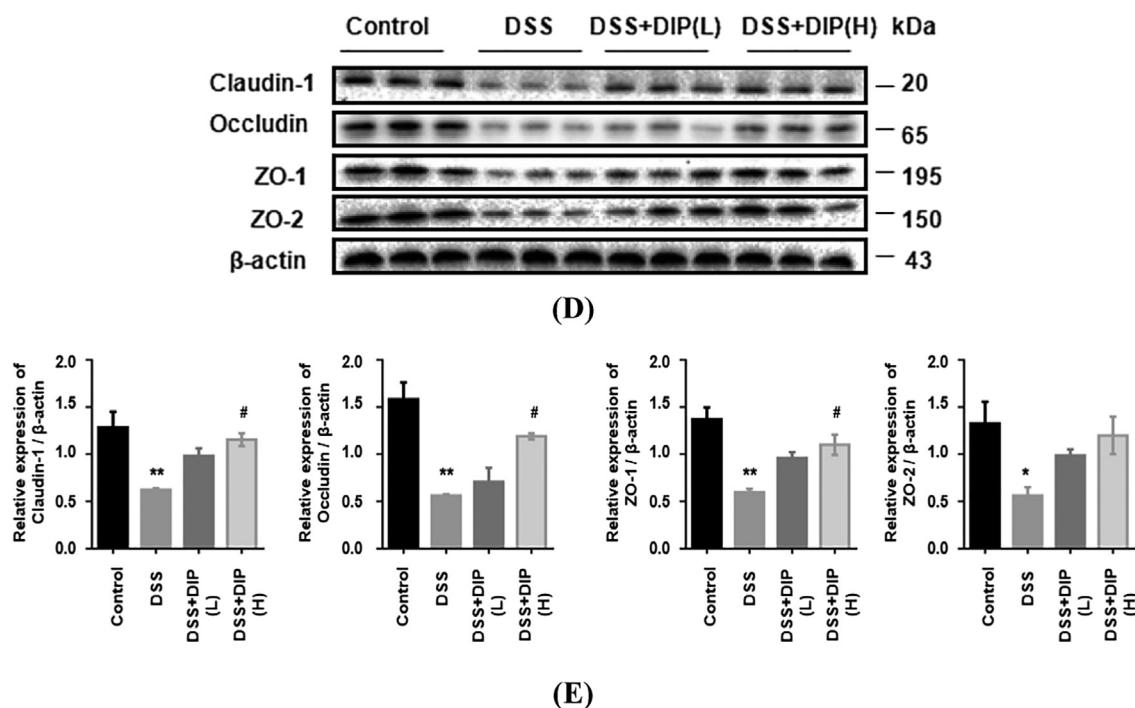 Control DSS DSS+DIP(L) DSS+DIP(H) kDa
Claudin-1 20
Occludin 65
ZO-1 195
ZO-2 150
β-actin 43
(D)
Relative expression of
Claudin-1 / β-actin
2.0
1.5
1.0
0.5
0.0
**
#
Control
DSS
DSS+DIP
(L)
DSS+DIP
(H)
Relative expression of
Occludin / β-actin
2.0
1.5
1.0
0.5
0.0
**
#
Control
DSS
DSS+DIP
(L)
DSS+DIP
(H)
Relative expression of
ZO-1 / β-actin
2.0
1.5
1.0
0.5
0.0
**
#
Control
DSS
DSS+DIP
(L)
DSS+DIP
(H)
Relative expression of
ZO-2 / β-actin
2.0
1.5
1.0
0.5
0.0
*
Control
DSS
DSS+DIP
(L)
DSS+DIP
(H)
(E)